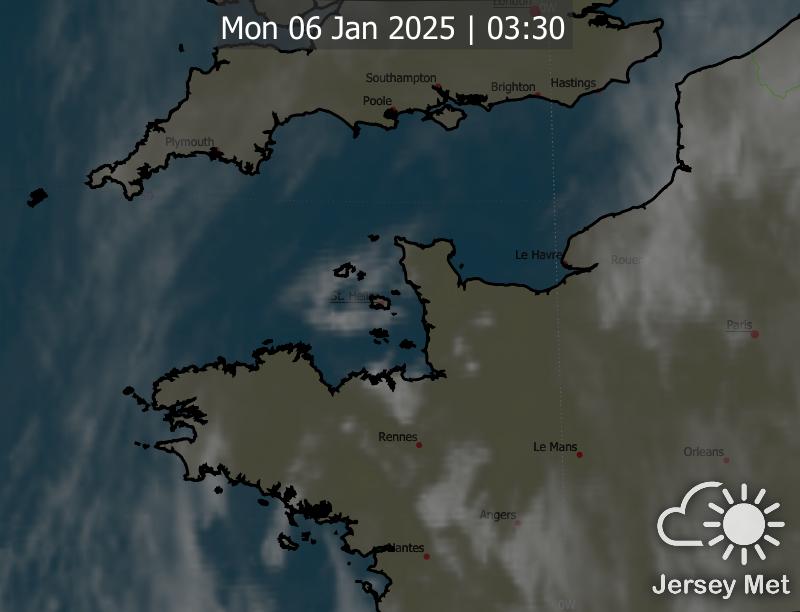 London
Mon 06 Jan 2025 | 03:30
Southampton
Brighton
Hastings
Poole
Plymouth
Le Havre
Rouen
St. Helier
Paris
Rennes
Le Mans
Orleans
Angers
Nantes
Jersey Met